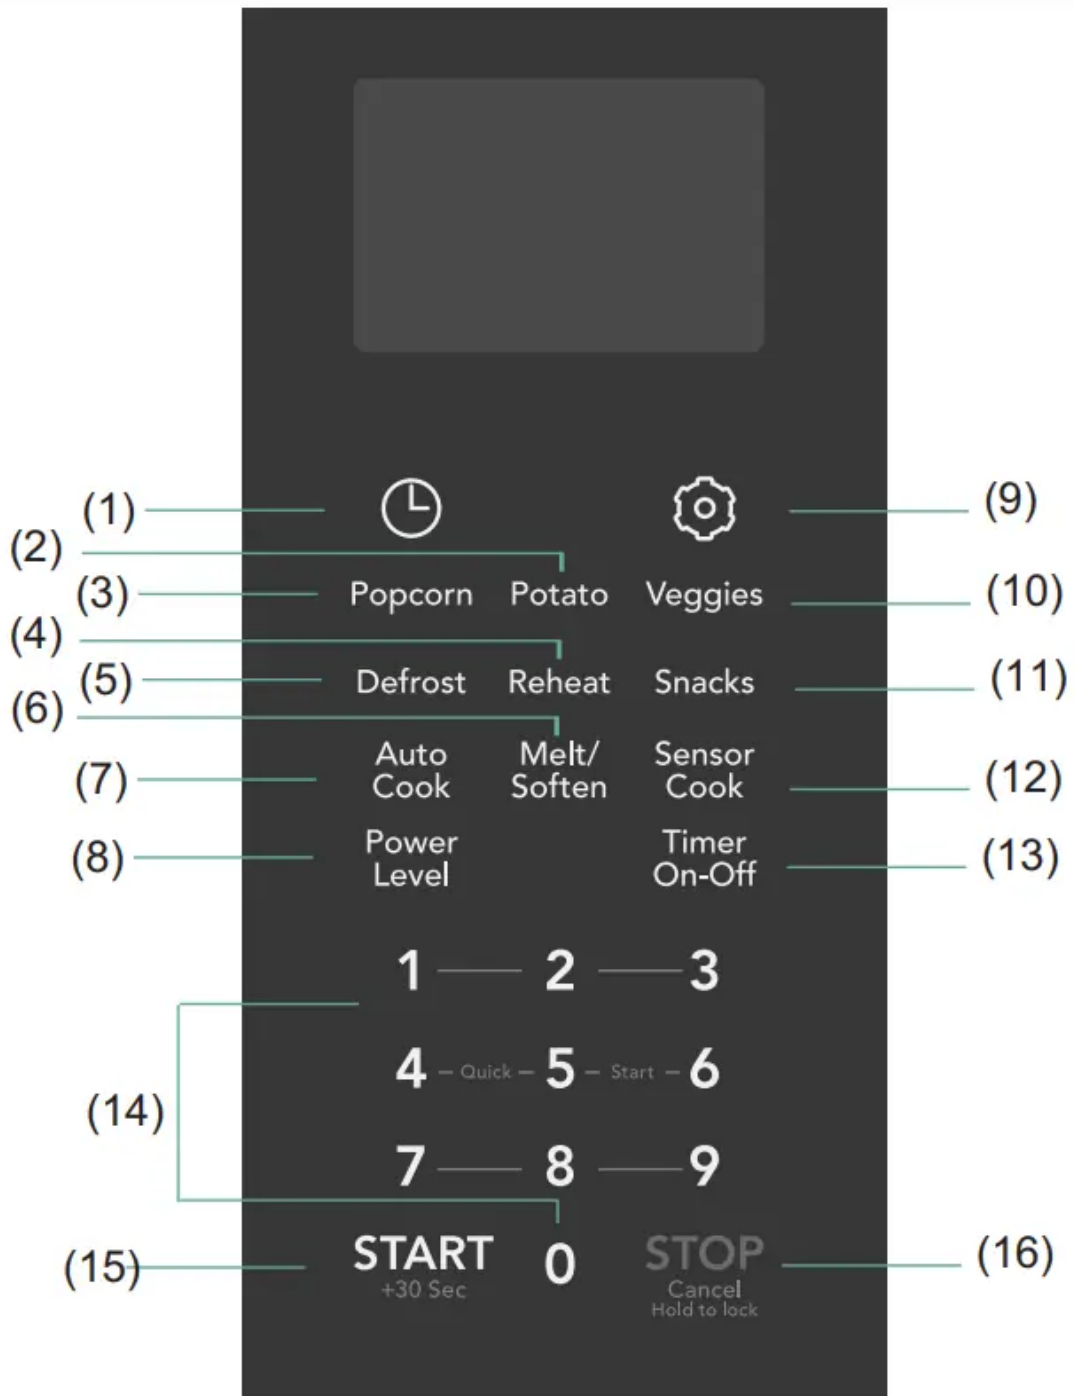 (1)
(9)
(2)
(3) Popcorn Potato Veggies (10)
(4)
(5) Defrost Reheat Snacks (11)
(6)
Auto Melt/ Sensor
(7) Cook Soften Cook (12)
Power Timer
(8) Level On-Off (13)
1 2 3
4 Quick 5 Start 6
(14)
7 8 9
(15) START 0 STOP (16)
+30 Sec Cancel
Hold to lock